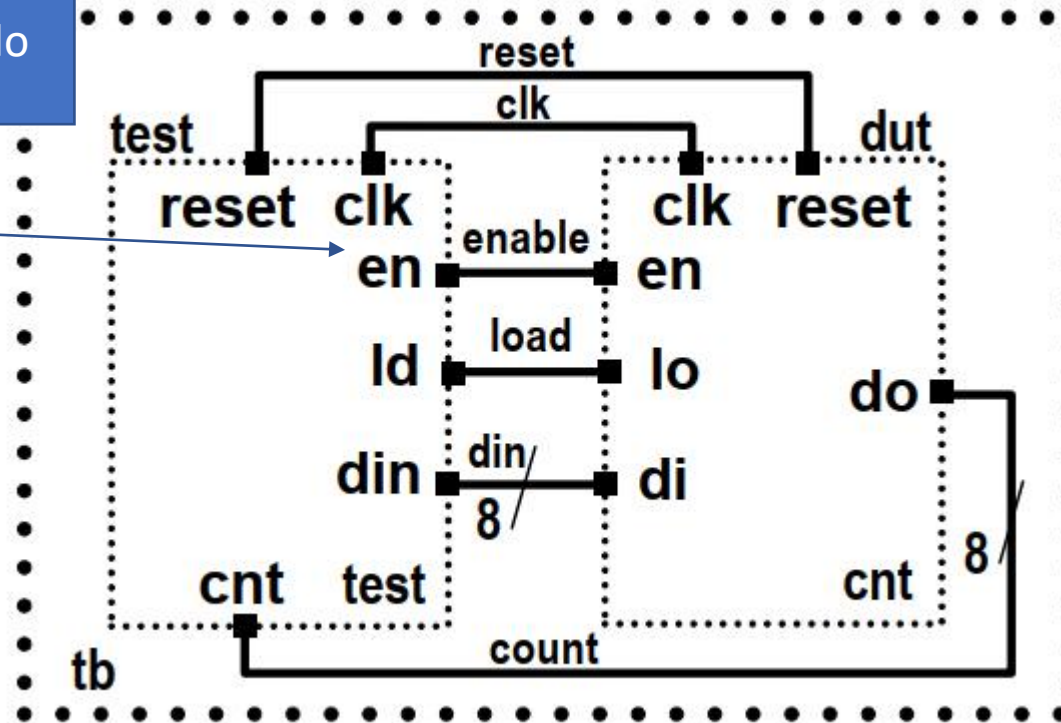 reset
clk
test
dut
reset clk
clk reset
enable
en
en
load
ld
lo
do
din
din
di
8
8
cnt test
cnt
count
tb